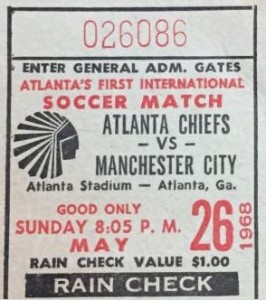 026086
ENTER GENERAL ADM. GATES
ATLANTA'S FIRST INTERNATIONAL
SOCCER MATCH
ATLANTA CHIEFS
- VS -
MANCHESTER CITY
Atlanta Stadium — Atlanta, Ga.
GOOD ONLY
SUNDAY 8:05 P. M.
MAY 26 1968
RAIN CHECK VALUE $1.00
RAIN CHECK